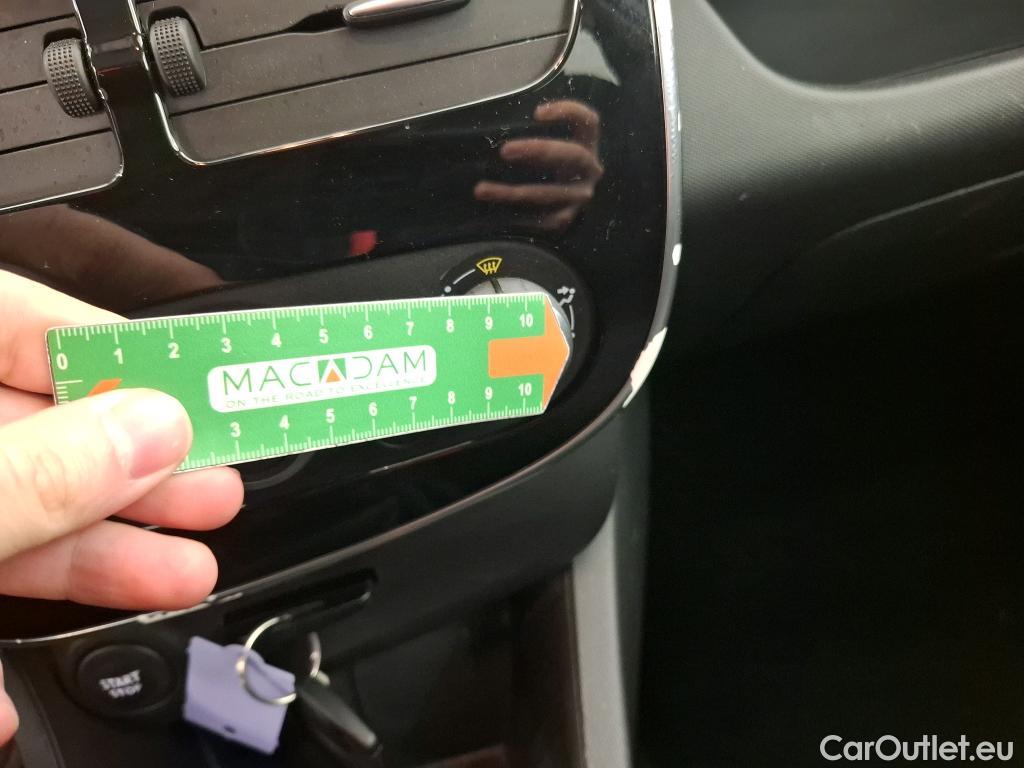 0 1 2 3 4 5 6 7 8 9 10
MACADAM
ON THE ROAD TO EXCELLENCE
3 4 5 6 7 8 9 10
START
STOP
CarOutlet.eu